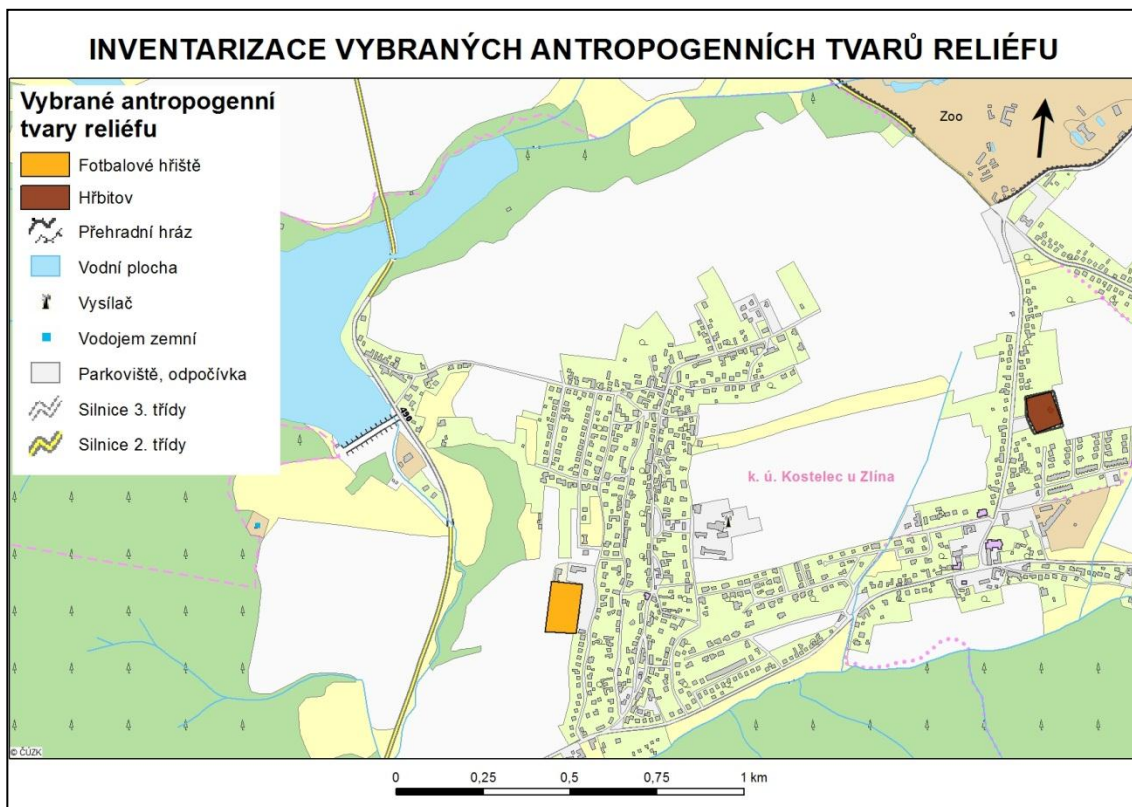 INVENTARIZACE VYBRANÝCH ANTROPOGENNÍCH TVARŮ RELIÉFU
Vybrané antropogenní
tvary reliéfu
Fotbalové hřiště
Hřbitov
Přehradní hráz
Vodní plocha
Vysílač
Vodojem zemní
Parkoviště, odpočívka
Silnice 3. třídy
Silnice 2. třídy
Zoo
490
k. ú. Kostelec u Zlína
© ČÚZK
0 0,25 0,5 0,75 1 km